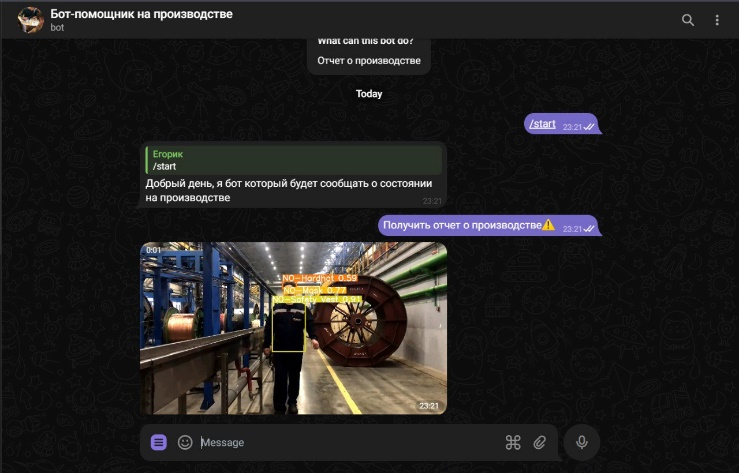 Бот-помощник на производстве
bot
What can this bot do?
Отчет о производстве
Today
/start 23:21
Егорик
/start
Добрый день, я бот который будет сообщать о состоянии
на производстве 23:21
Получить отчет о производстве⚠️ 23:21
0:01
NO-Hardhat 0.59
NO-Mask 0.77
NO-Safety Vest 0.91
23:21
Message